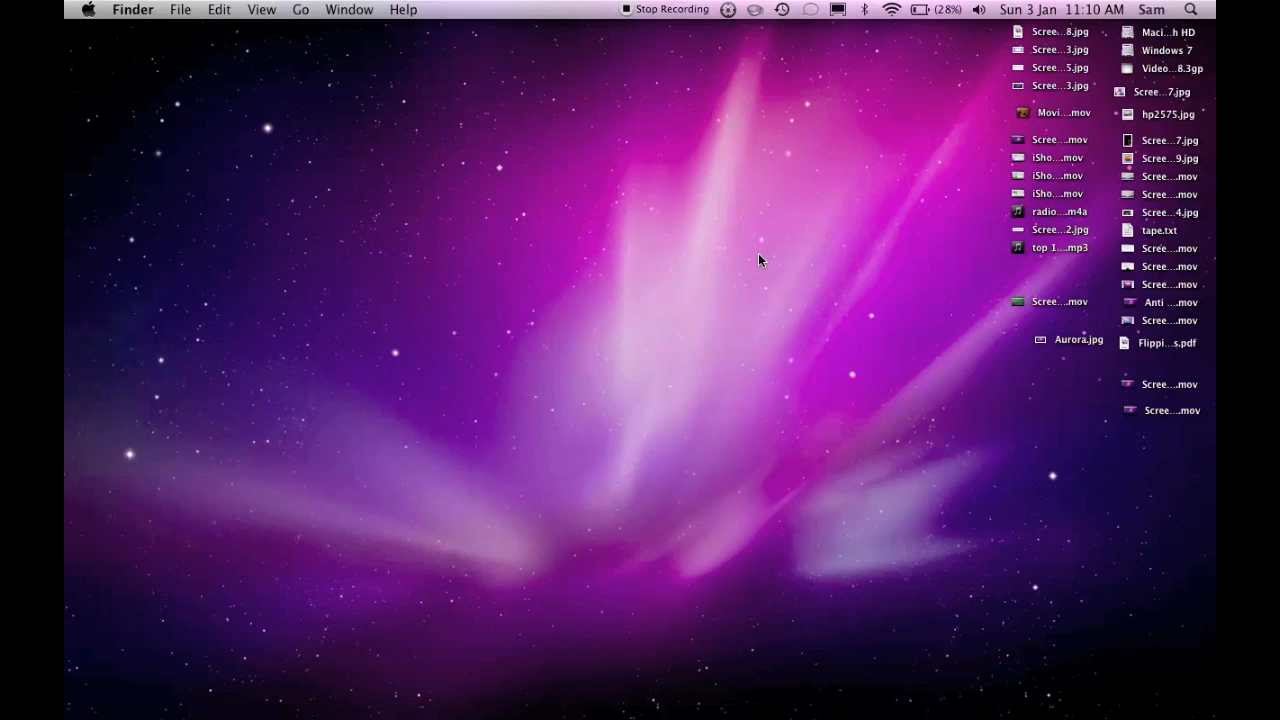 Finder File Edit View Go Window Help Stop Recording (28%) Sun 3 Jan 11:10 AM Sam
Scree...8.jpg
Scree...3.jpg
Scree...5.jpg
Scree...3.jpg
Movi....mov
Scree....mov
iSho....mov
iSho....mov
iSho....mov
radio....m4a
Scree...2.jpg
top 1....mp3
Scree....mov
Aurora.jpg
Maci...h HD
Windows 7
Video...8.3gp
Scree...7.jpg
hp2575.jpg
Scree...7.jpg
Scree...9.jpg
Scree....mov
Scree....mov
Scree...4.jpg
tape.txt
Scree....mov
Scree....mov
Scree....mov
Anti ....mov
Scree....mov
Flippi...s.pdf
Scree....mov
Scree....mov